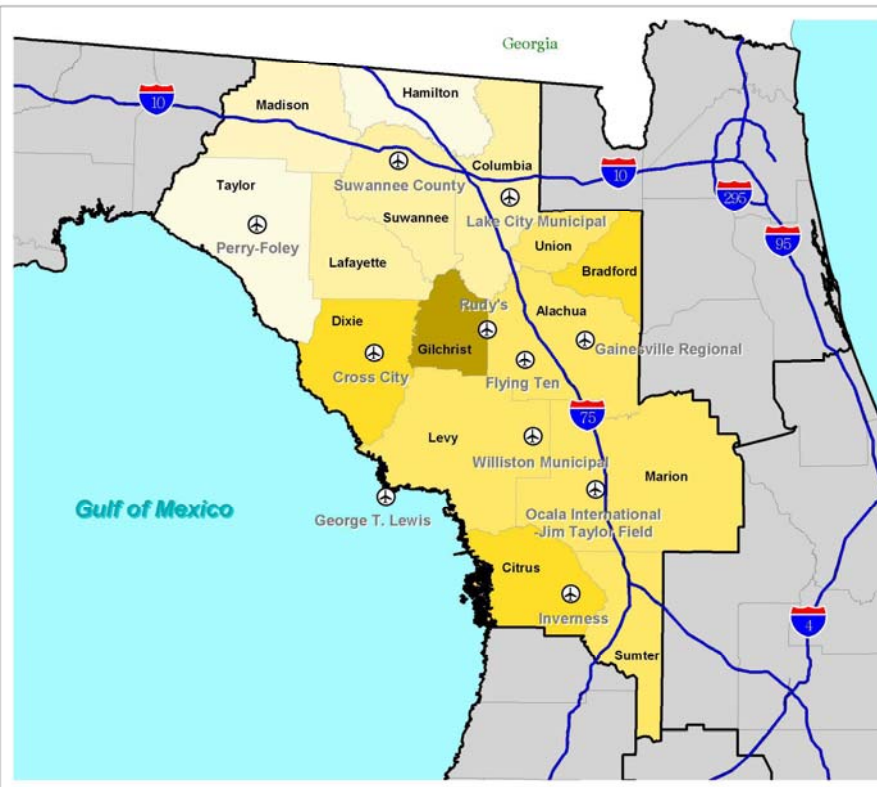 Georgia
10
Madison
Hamilton
Columbia
Suwannee County
10
Taylor
Suwannee
Lake City Municipal
295
Perry-Foley
95
Lafayette
Union
Bradford
Dixie
Rudy's
Alachua
Gilchrist
Gainesville Regional
Cross City
Flying Ten
75
Levy
Williston Municipal
Marion
Gulf of Mexico
George T. Lewis
Ocala International
-Jim Taylor Field
Citrus
Inverness
4
Sumter